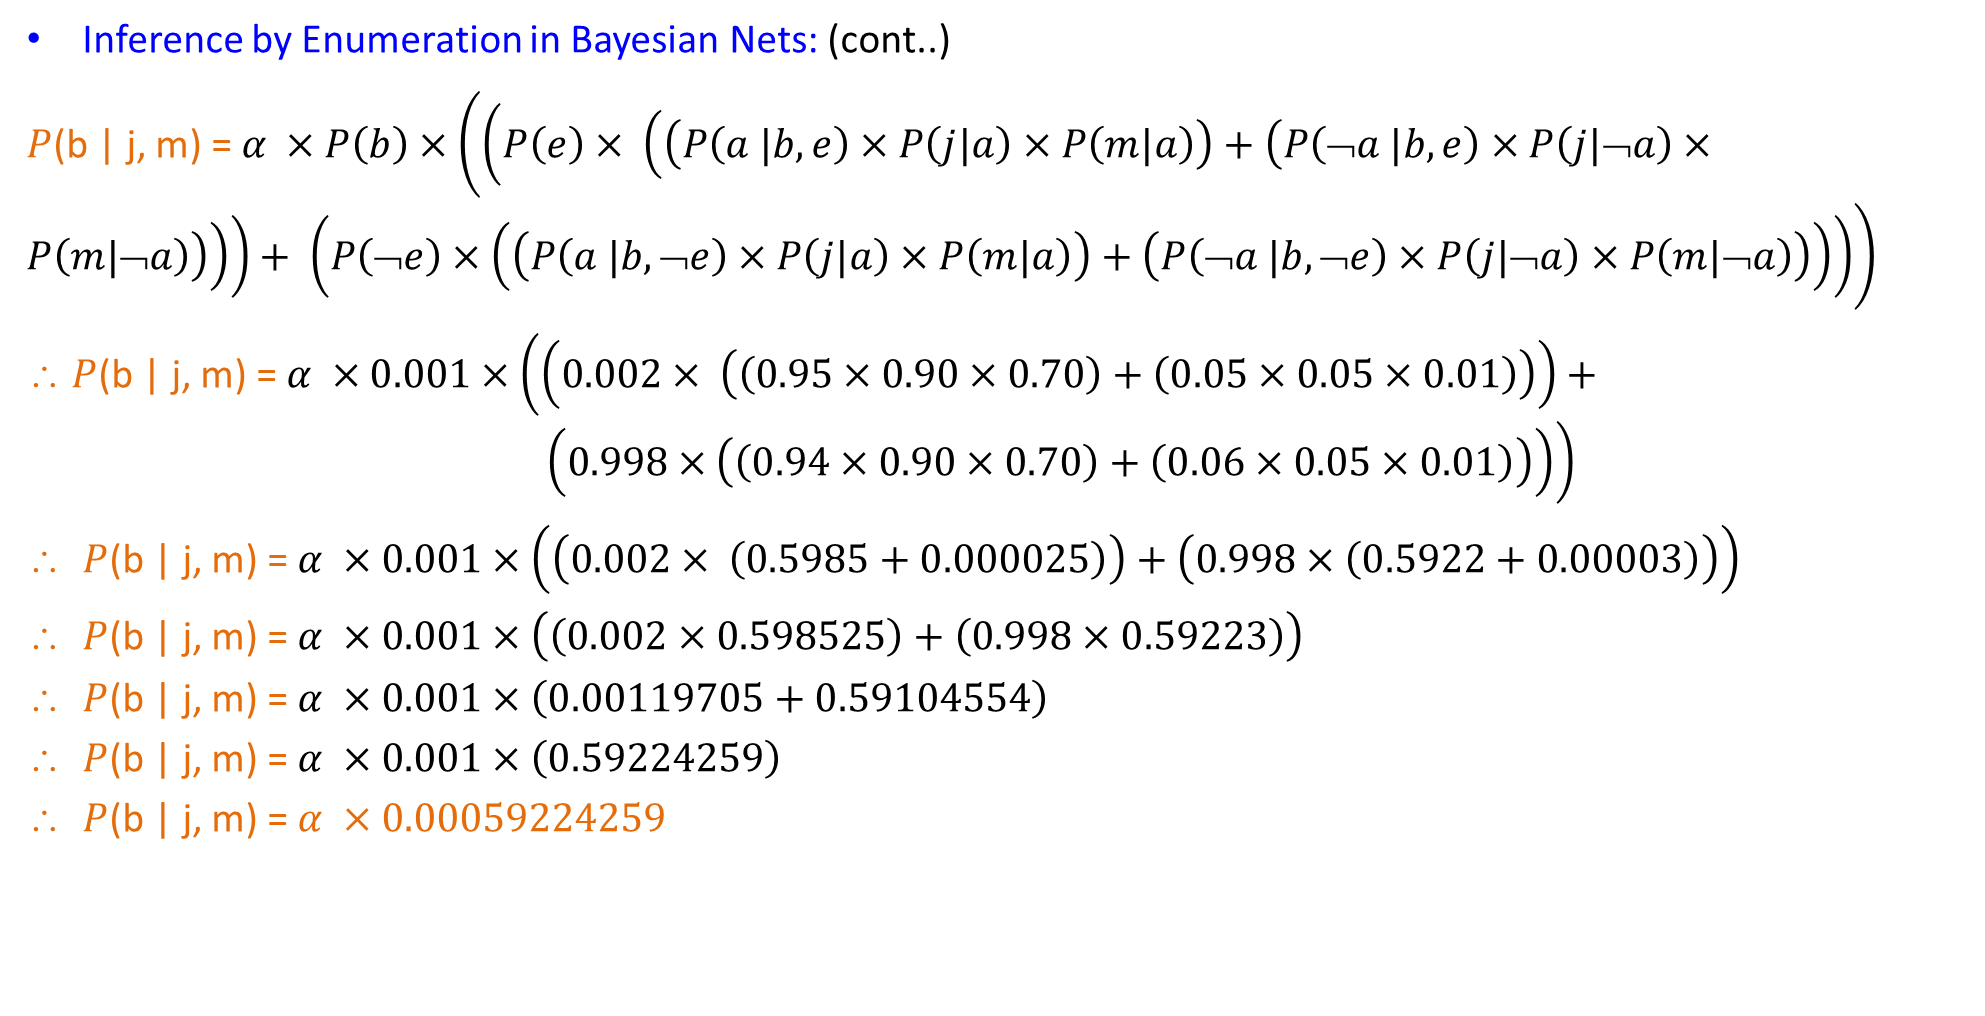 • Inference by Enumeration in Bayesian Nets: (cont..)
P(b | j, m) = α × P(b) × ((P(e) × ((P(a |b, e) × P(j|a) × P(m|a)) + (P(¬a |b, e) × P(j|¬a) ×
P(m|¬a)))) + (P(¬e) × ((P(a |b, ¬e) × P(j|a) × P(m|a)) + (P(¬a |b, ¬e) × P(j|¬a) × P(m|¬a)))))
∴ P(b | j, m) = α × 0.001 × ((0.002 × ((0.95 × 0.90 × 0.70) + (0.05 × 0.05 × 0.01))) +
(0.998 × ((0.94 × 0.90 × 0.70) + (0.06 × 0.05 × 0.01))))
∴ P(b | j, m) = α × 0.001 × ((0.002 × (0.5985 + 0.000025)) + (0.998 × (0.5922 + 0.00003)))
∴ P(b | j, m) = α × 0.001 × ((0.002 × 0.598525) + (0.998 × 0.59223))
∴ P(b | j, m) = α × 0.001 × (0.00119705 + 0.59104554)
∴ P(b | j, m) = α × 0.001 × (0.59224259)
∴ P(b | j, m) = α × 0.00059224259